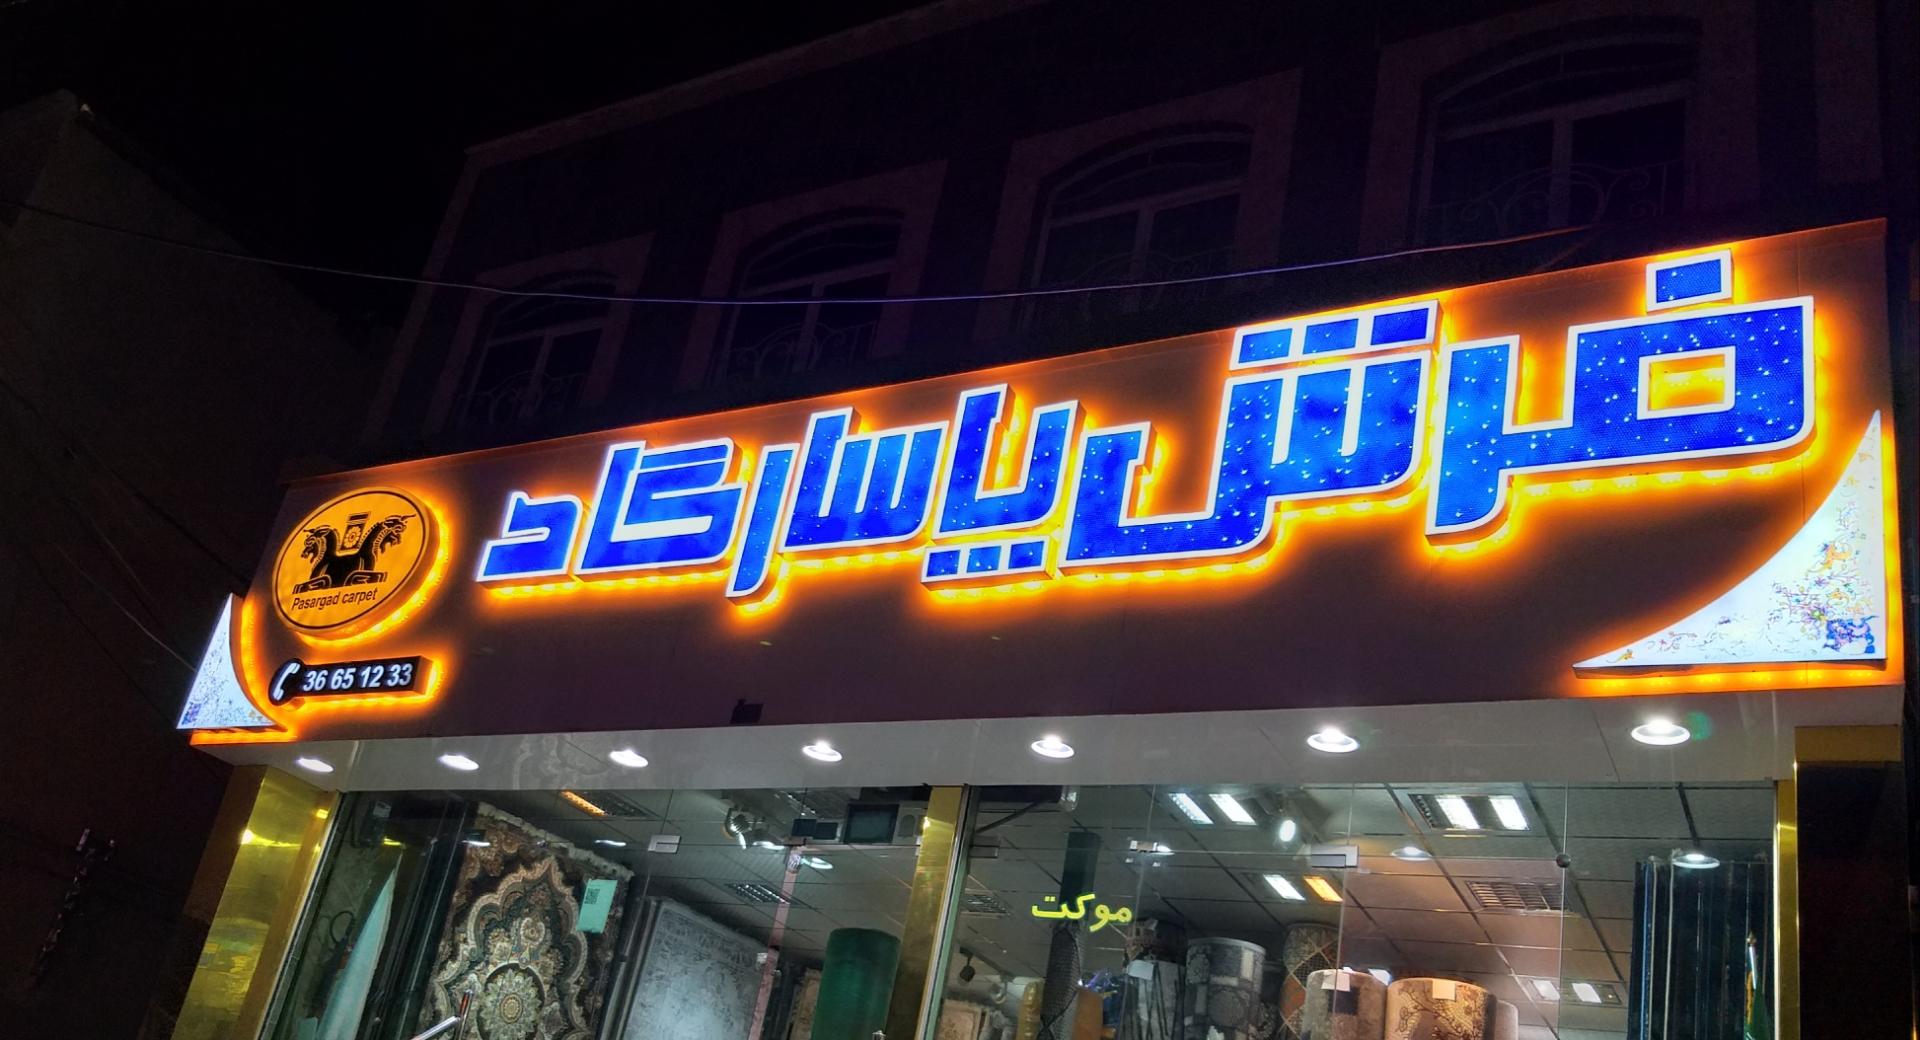 فرش پاسارگاد
Pasargad carpet
36 65 12 33
موکت